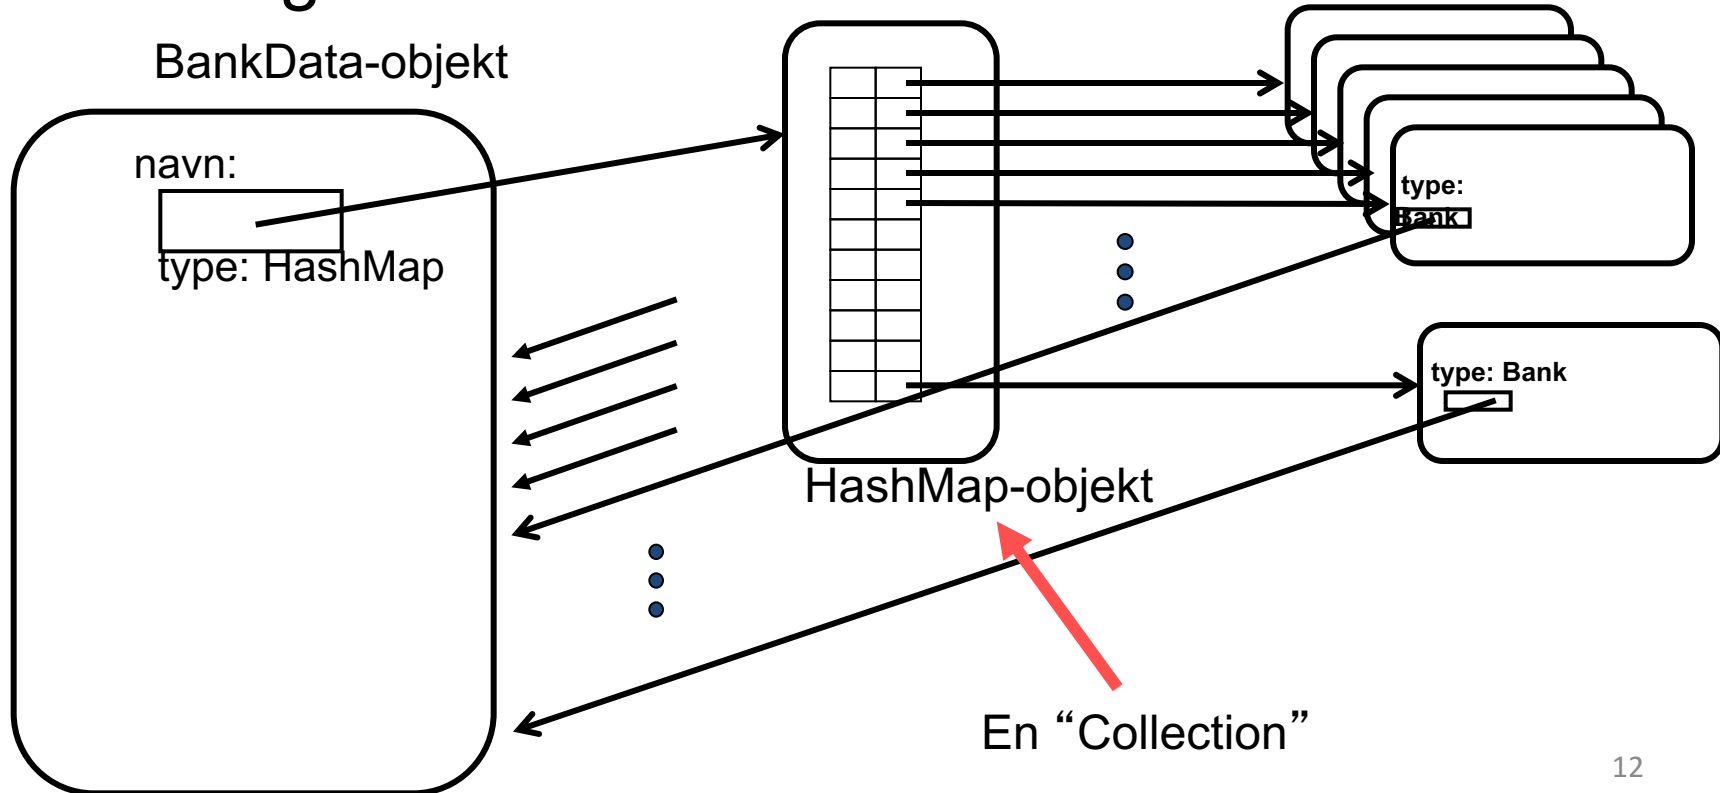 BankData-objekt
navn:
type: HashMap
type:
Bank
type: Bank
HashMap-objekt
En “Collection”
12